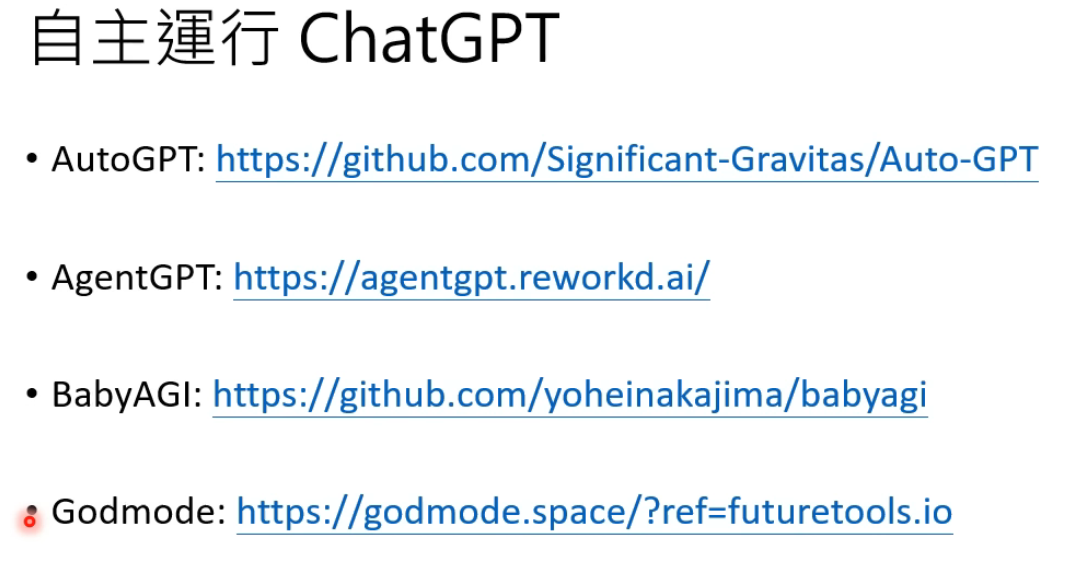 自主運行 ChatGPT
• AutoGPT: https://github.com/Significant-Gravitas/Auto-GPT
• AgentGPT: https://agentgpt.reworkd.ai/
• BabyAGI: https://github.com/yoheinakajima/babyagi
• Godmode: https://godmode.space/?ref=futuretools.io